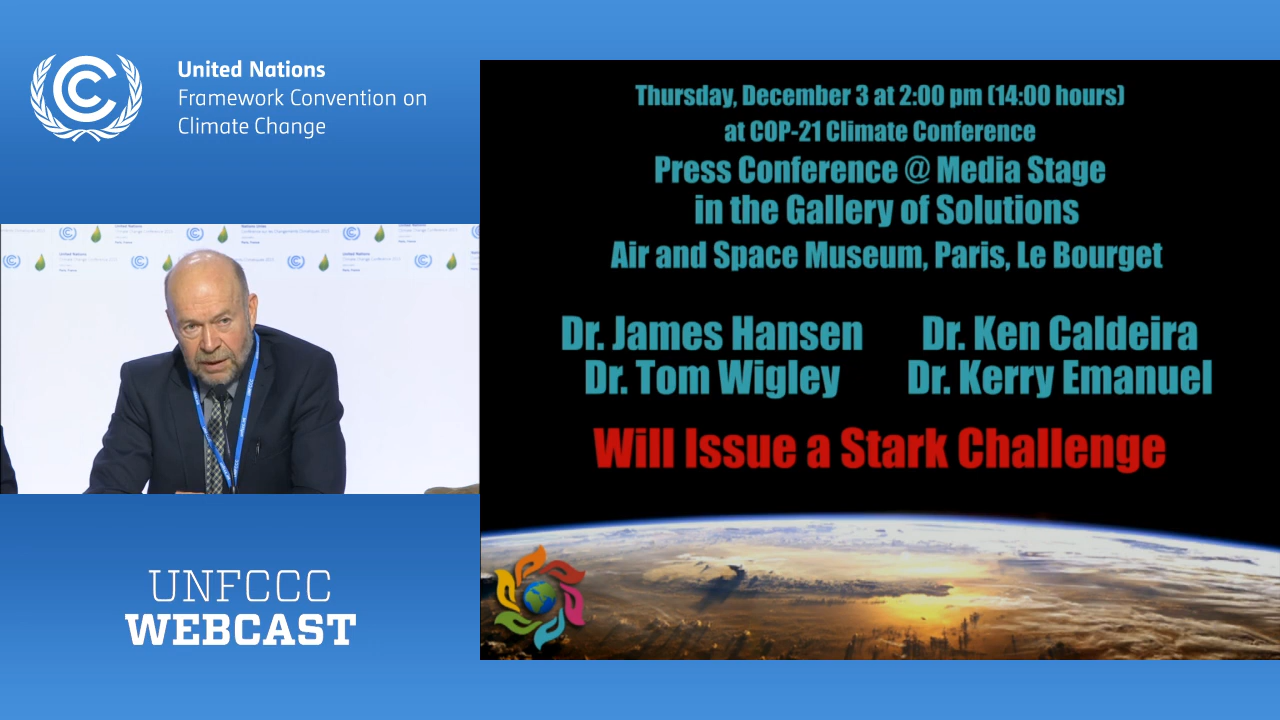 United Nations
Framework Convention on
Climate Change
UNFCCC
WEBCAST
Thursday, December 3 at 2:00 pm (14:00 hours)
at COP-21 Climate Conference
Press Conference @ Media Stage
in the Gallery of Solutions
Air and Space Museum, Paris, Le Bourget
Dr. James Hansen Dr. Ken Caldeira
Dr. Tom Wigley Dr. Kerry Emanuel
Will Issue a Stark Challenge